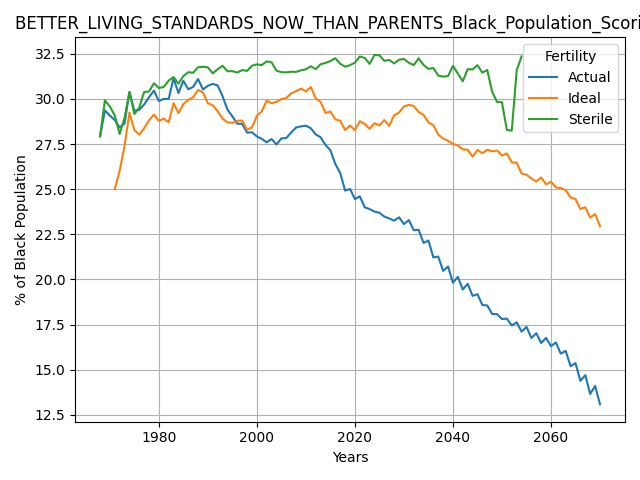 BETTER_LIVING_STANDARDS_NOW_THAN_PARENTS_Black_Population_Scori
32.5
30.0
27.5
25.0
22.5
20.0
17.5
15.0
12.5
% of Black Population
Fertility
Actual
Ideal
Sterile
1980
2000
2020
2040
2060
Years